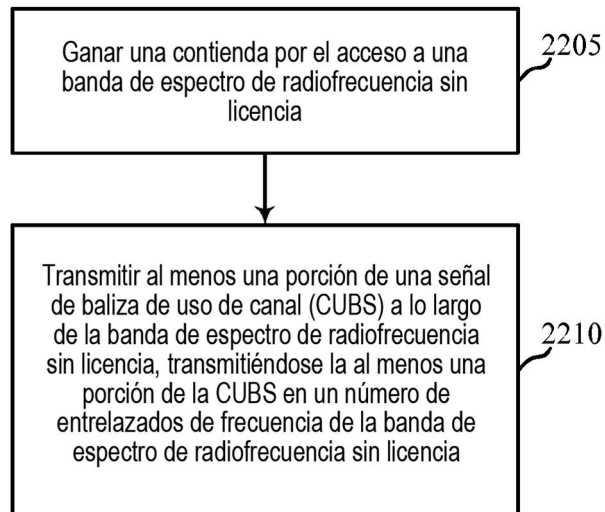 Ganar una contienda por el acceso a una
banda de espectro de radiofrecuencia sin
licencia
2205
Transmitir al menos una porción de una señal
de baliza de uso de canal (CUBS) a lo largo
de la banda de espectro de radiofrecuencia
sin licencia, transmitiéndose la al menos una
porción de la CUBS en un número de
entrelazados de frecuencia de la banda de
espectro de radiofrecuencia sin licencia
2210